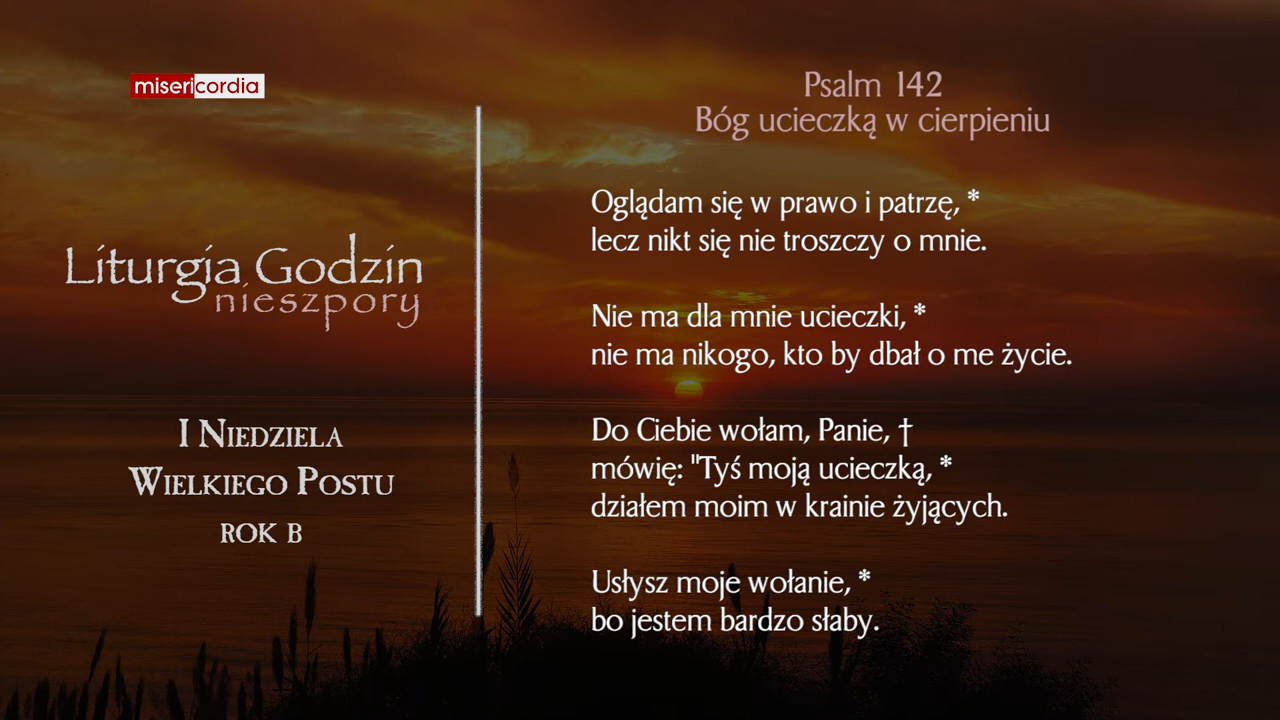 misericordia
Liturgia Godzin
nieszpory
I Niedziela
Wielkiego Postu
rok B
Psalm 142
Bóg ucieczką w cierpieniu
Oglądam się w prawo i patrzę, *
lecz nikt się nie troszczy o mnie.
Nie ma dla mnie ucieczki, *
nie ma nikogo, kto by dbał o me życie.
Do Ciebie wołam, Panie, †
mówię: "Tyś moją ucieczką, *
działem moim w krainie żyjących.
Usłysz moje wołanie, *
bo jestem bardzo słaby.